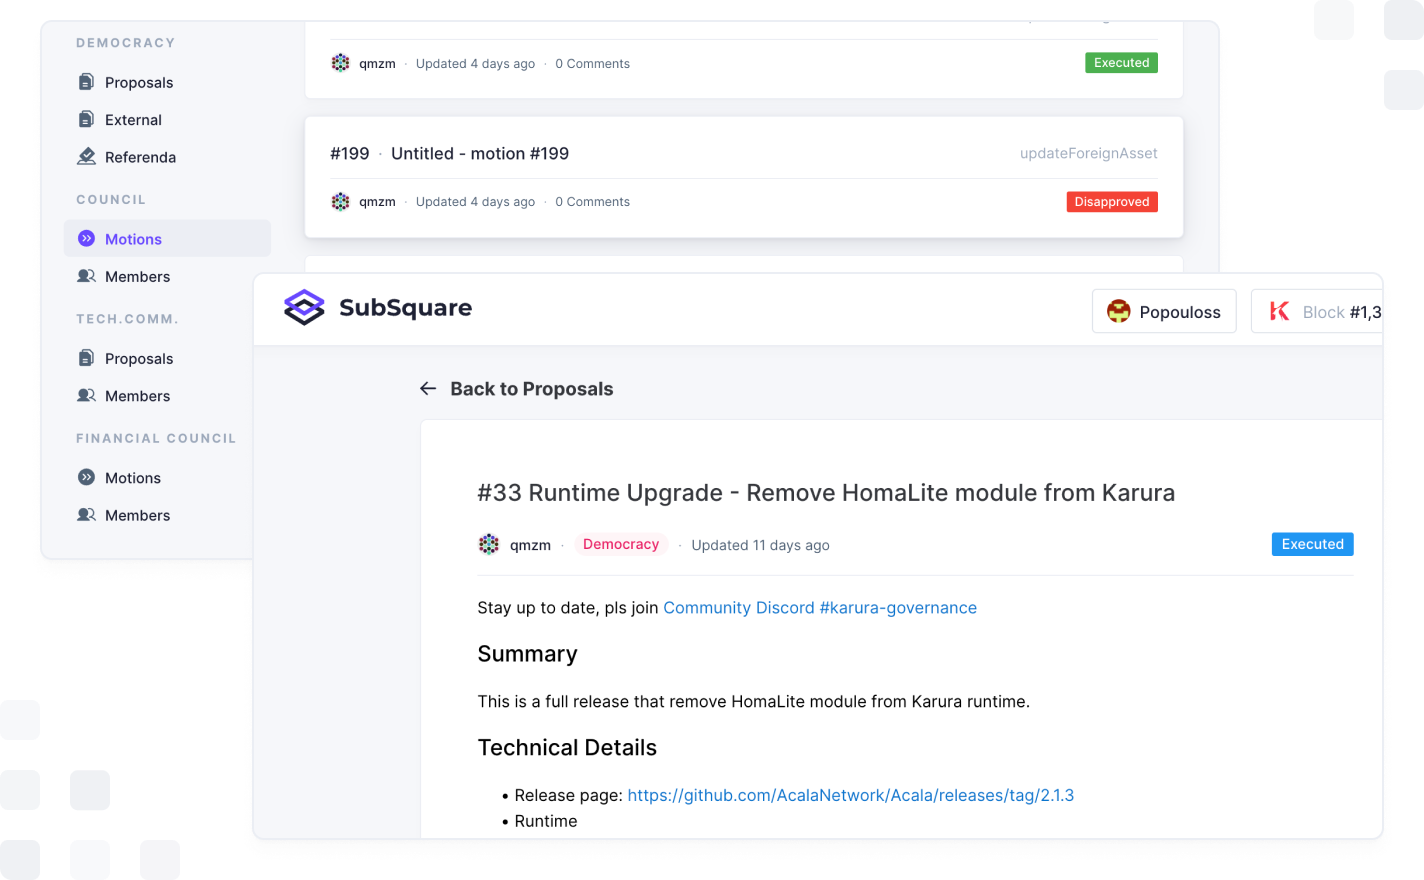 DEMOCRACY
Proposals
External
Referenda
COUNCIL
Motions
Members
TECH.COMM.
Proposals
Members
FINANCIAL COUNCIL
Motions
Members
qmzm · Updated 4 days ago · 0 Comments
Executed
#199 · Untitled - motion #199
updateForeignAsset
qmzm · Updated 4 days ago · 0 Comments
Disapproved
SubSquare
Popouloss
Block #1,3
Back to Proposals
#33 Runtime Upgrade - Remove HomaLite module from Karura
qmzm · Democracy · Updated 11 days ago
Executed
Stay up to date, pls join Community Discord #karura-governance
Summary
This is a full release that remove HomaLite module from Karura runtime.
Technical Details
• Release page: https://github.com/AcalaNetwork/Acala/releases/tag/2.1.3
• Runtime